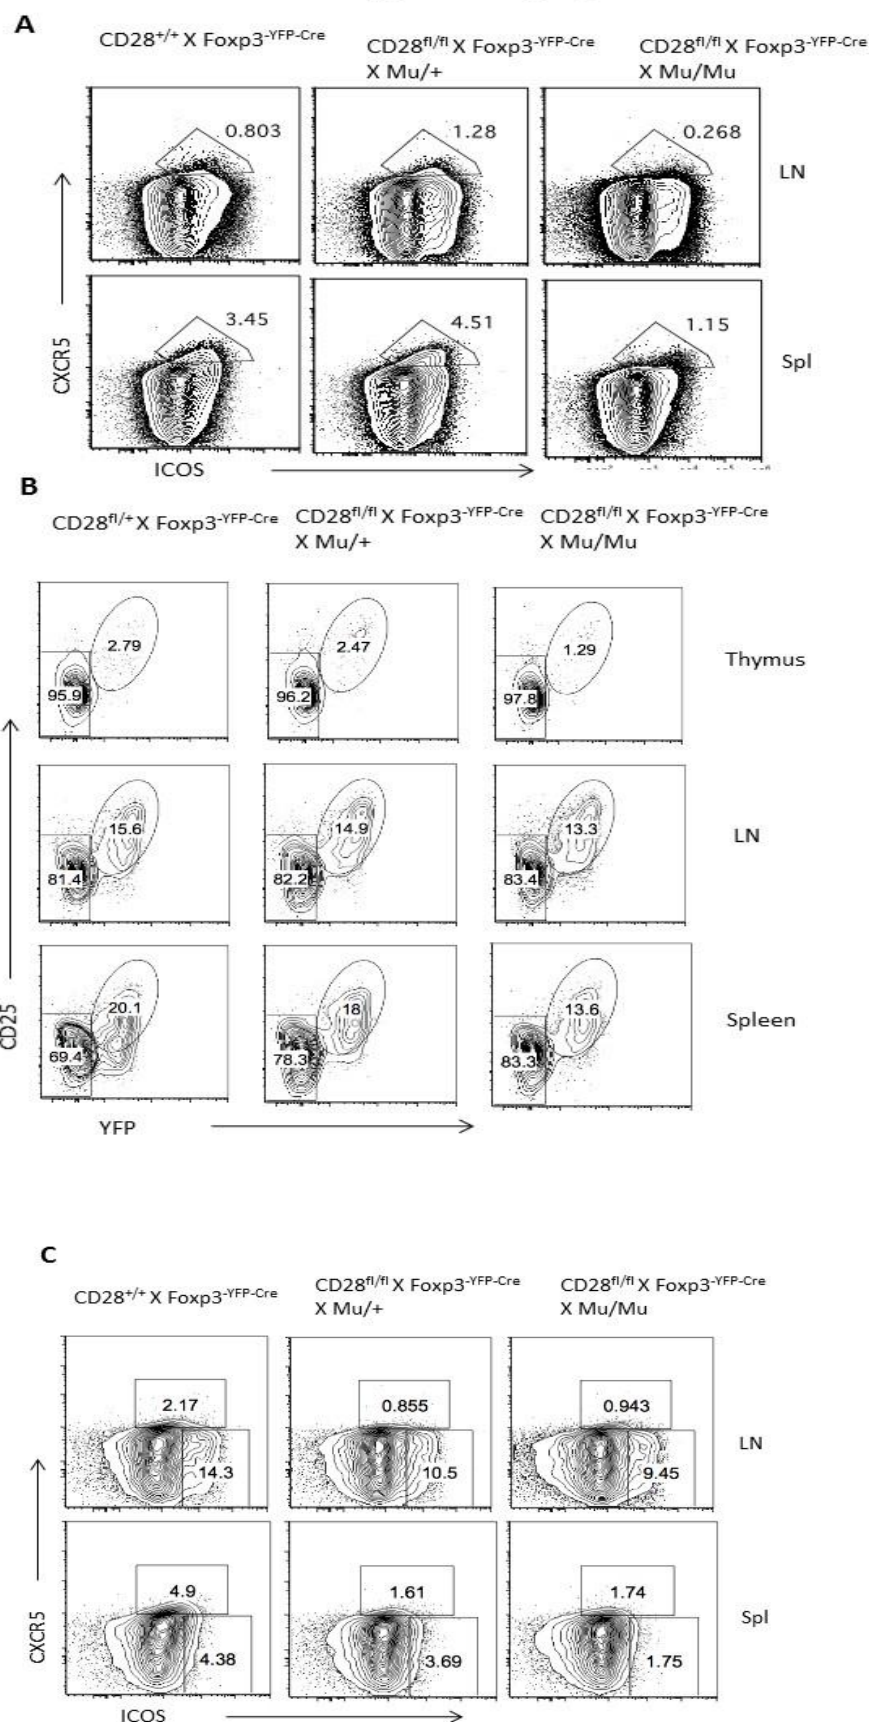 A
CD28+/+ X Foxp3-YFP-Cre
CD28fl/fl X Foxp3-YFP-Cre
X Mu/+
CD28fl/fl X Foxp3-YFP-Cre
X Mu/Mu
0.803
1.28
0.268
LN
3.45
4.51
1.15
Spl
CXCR5
ICOS
B
CD28fl/+ X Foxp3-YFP-Cre
CD28fl/fl X Foxp3-YFP-Cre
X Mu/+
CD28fl/fl X Foxp3-YFP-Cre
X Mu/Mu
2.79
95.9
2.47
96.2
1.29
97.8
Thymus
15.6
81.4
14.9
82.2
13.3
83.4
LN
20.1
69.4
18
78.3
13.6
83.3
Spleen
CD25
YFP
C
CD28+/+ X Foxp3-YFP-Cre
CD28fl/fl X Foxp3-YFP-Cre
X Mu/+
CD28fl/fl X Foxp3-YFP-Cre
X Mu/Mu
2.17
14.3
0.855
10.5
0.943
9.45
LN
4.9
4.38
1.61
3.69
1.74
1.75
Spl
CXCR5
ICOS